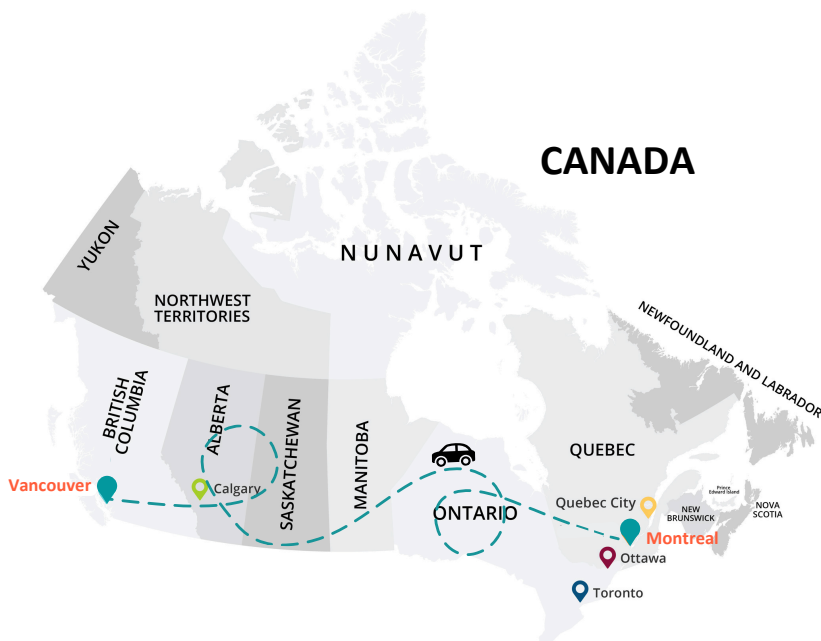 CANADA
NUNAVUT
YUKON
NORTHWEST
TERRITORIES
NEWFOUNDLAND AND LABRADOR
BRITISH
COLUMBIA
ALBERTA
SASKATCHEWAN
MANITOBA
ONTARIO
QUEBEC
Vancouver
Calgary
Quebec City
Prince
Edward Island
NEW
BRUNSWICK
NOVA
SCOTIA
Montreal
Ottawa
Toronto